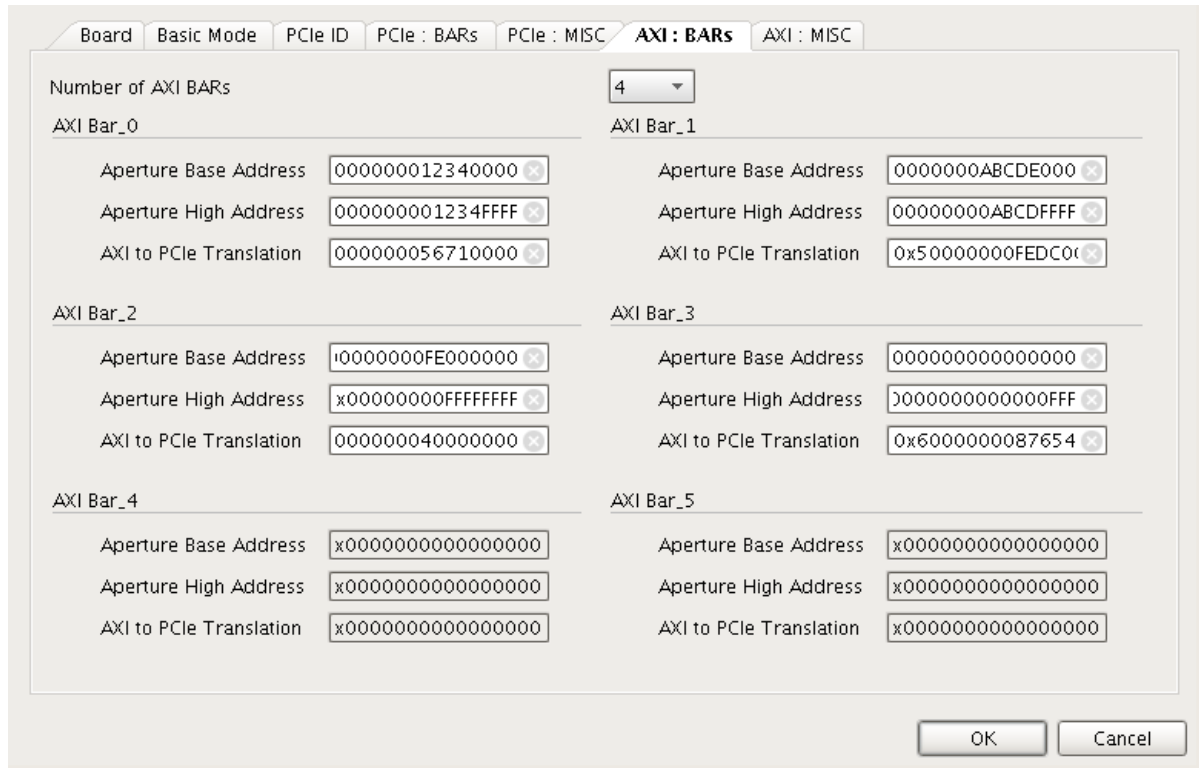 Board Basic Mode PCIe ID PCIe : BARs PCIe : MISC AXI : BARs AXI : MISC
Number of AXI BARs 4
AXI Bar_0 AXI Bar_1
Aperture Base Address 000000012340000 Aperture Base Address 0000000ABCDE000
Aperture High Address 000000001234FFFF Aperture High Address 00000000ABCDFFFF
AXI to PCIe Translation 000000056710000 AXI to PCIe Translation 0x50000000FEDC0
AXI Bar_2 AXI Bar_3
Aperture Base Address 0000000FE000000 Aperture Base Address 000000000000000
Aperture High Address x00000000FFFFFFFF Aperture High Address 0000000000000FFF
AXI to PCIe Translation 000000040000000 AXI to PCIe Translation 0x6000000087654
AXI Bar_4 AXI Bar_5
Aperture Base Address x0000000000000000 Aperture Base Address x0000000000000000
Aperture High Address x0000000000000000 Aperture High Address x0000000000000000
AXI to PCIe Translation x0000000000000000 AXI to PCIe Translation x0000000000000000
OK Cancel